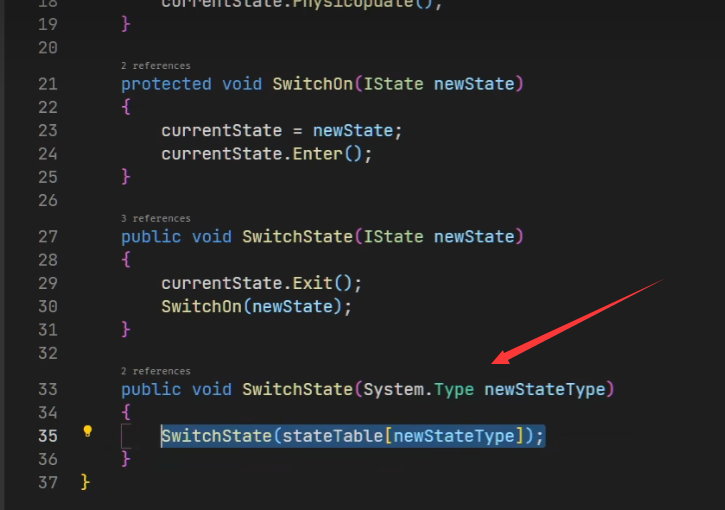 18 currentState.PhysicUpdate();
19 }
20
2 references
21 protected void SwitchOn(IState newState)
22 {
23 currentState = newState;
24 currentState.Enter();
25 }
26
3 references
27 public void SwitchState(IState newState)
28 {
29 currentState.Exit();
30 SwitchOn(newState);
31 }
32
2 references
33 public void SwitchState(System.Type newStateType)
34 {
35 SwitchState(stateTable[newStateType]);
36 }
37 }